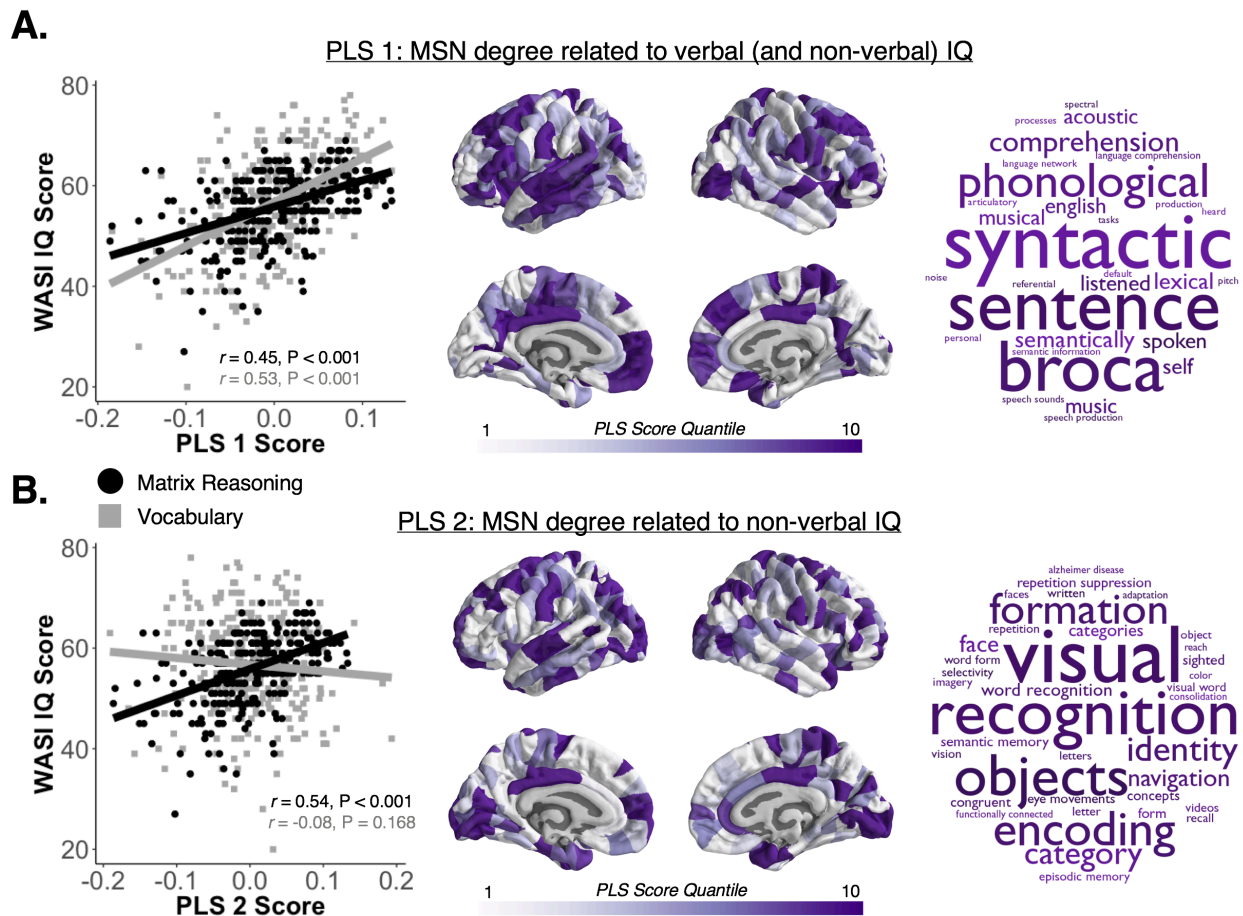 A.
PLS 1: MSN degree related to verbal (and non-verbal) IQ
WASI IQ Score
80
60
40
20
r = 0.45, P < 0.001
r = 0.53, P < 0.001
-0.2 -0.1 0.0 0.1
PLS 1 Score
1 PLS Score Quantile 10
spectral
processes acoustic
comprehension
language network language comprehension
phonological
articulatory english production heard
musical tasks
syntactic
noise default
referential listened lexical pitch
sentence
personal semantically spoken
semantic information
broca self
speech sounds music
speech production
B.
Matrix Reasoning
Vocabulary
PLS 2: MSN degree related to non-verbal IQ
WASI IQ Score
80
60
40
20
r = 0.54, P < 0.001
r = -0.08, P = 0.168
-0.2 -0.1 0.0 0.1 0.2
PLS 2 Score
1 PLS Score Quantile 10
alzheimer disease
repetition suppression
faces written adaptation
formation
repetition categories
face visual object
reach
word form sighted
selectivity color
imagery word recognition visual word
consolidation
recognition
semantic memory identity
vision letters
objects navigation
congruent eye movements concepts
functionally connected letter form videos
recall
encoding
category
episodic memory